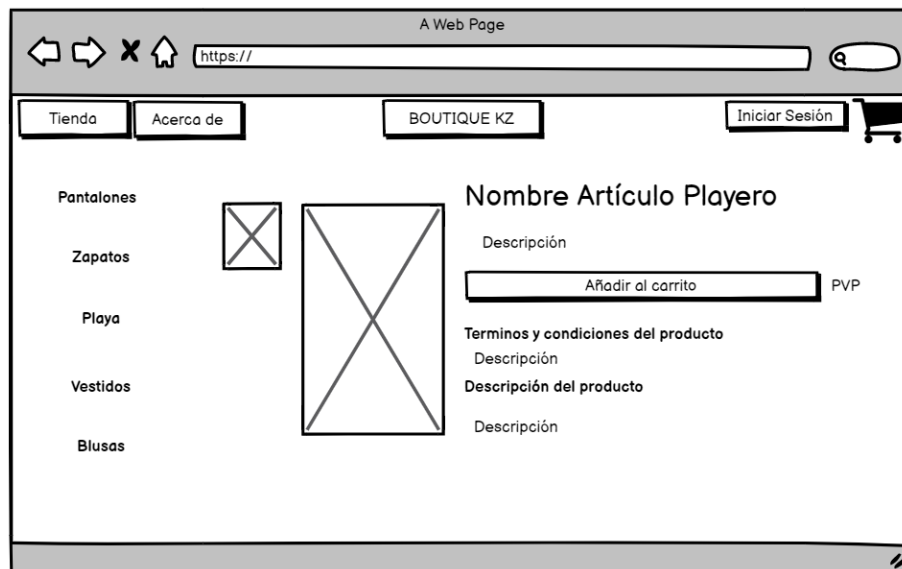 A Web Page
https://
Tienda
Acerca de
BOUTIQUE KZ
Iniciar Sesión
Pantalones
Zapatos
Playa
Vestidos
Blusas
Nombre Artículo Playero
Descripción
Añadir al carrito
PVP
Terminos y condiciones del producto
Descripción
Descripción del producto
Descripción